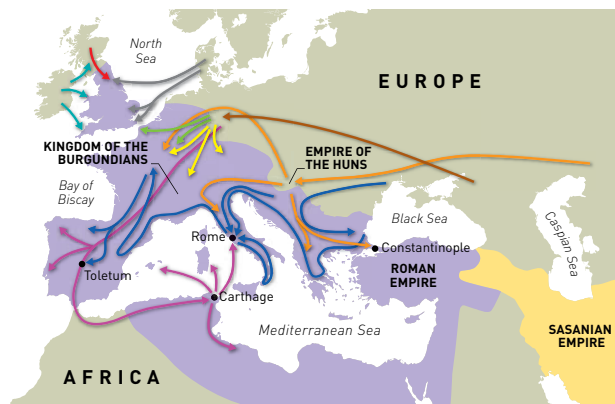 North
Sea
EUROPE
KINGDOM OF THE
BURGUNDIANS
EMPIRE OF
THE HUNS
Bay of
Biscay
Black Sea
Caspian Sea
Rome
Constantinople
Toletum
ROMAN
EMPIRE
Carthage
Mediterranean Sea
SASANIAN
EMPIRE
AFRICA